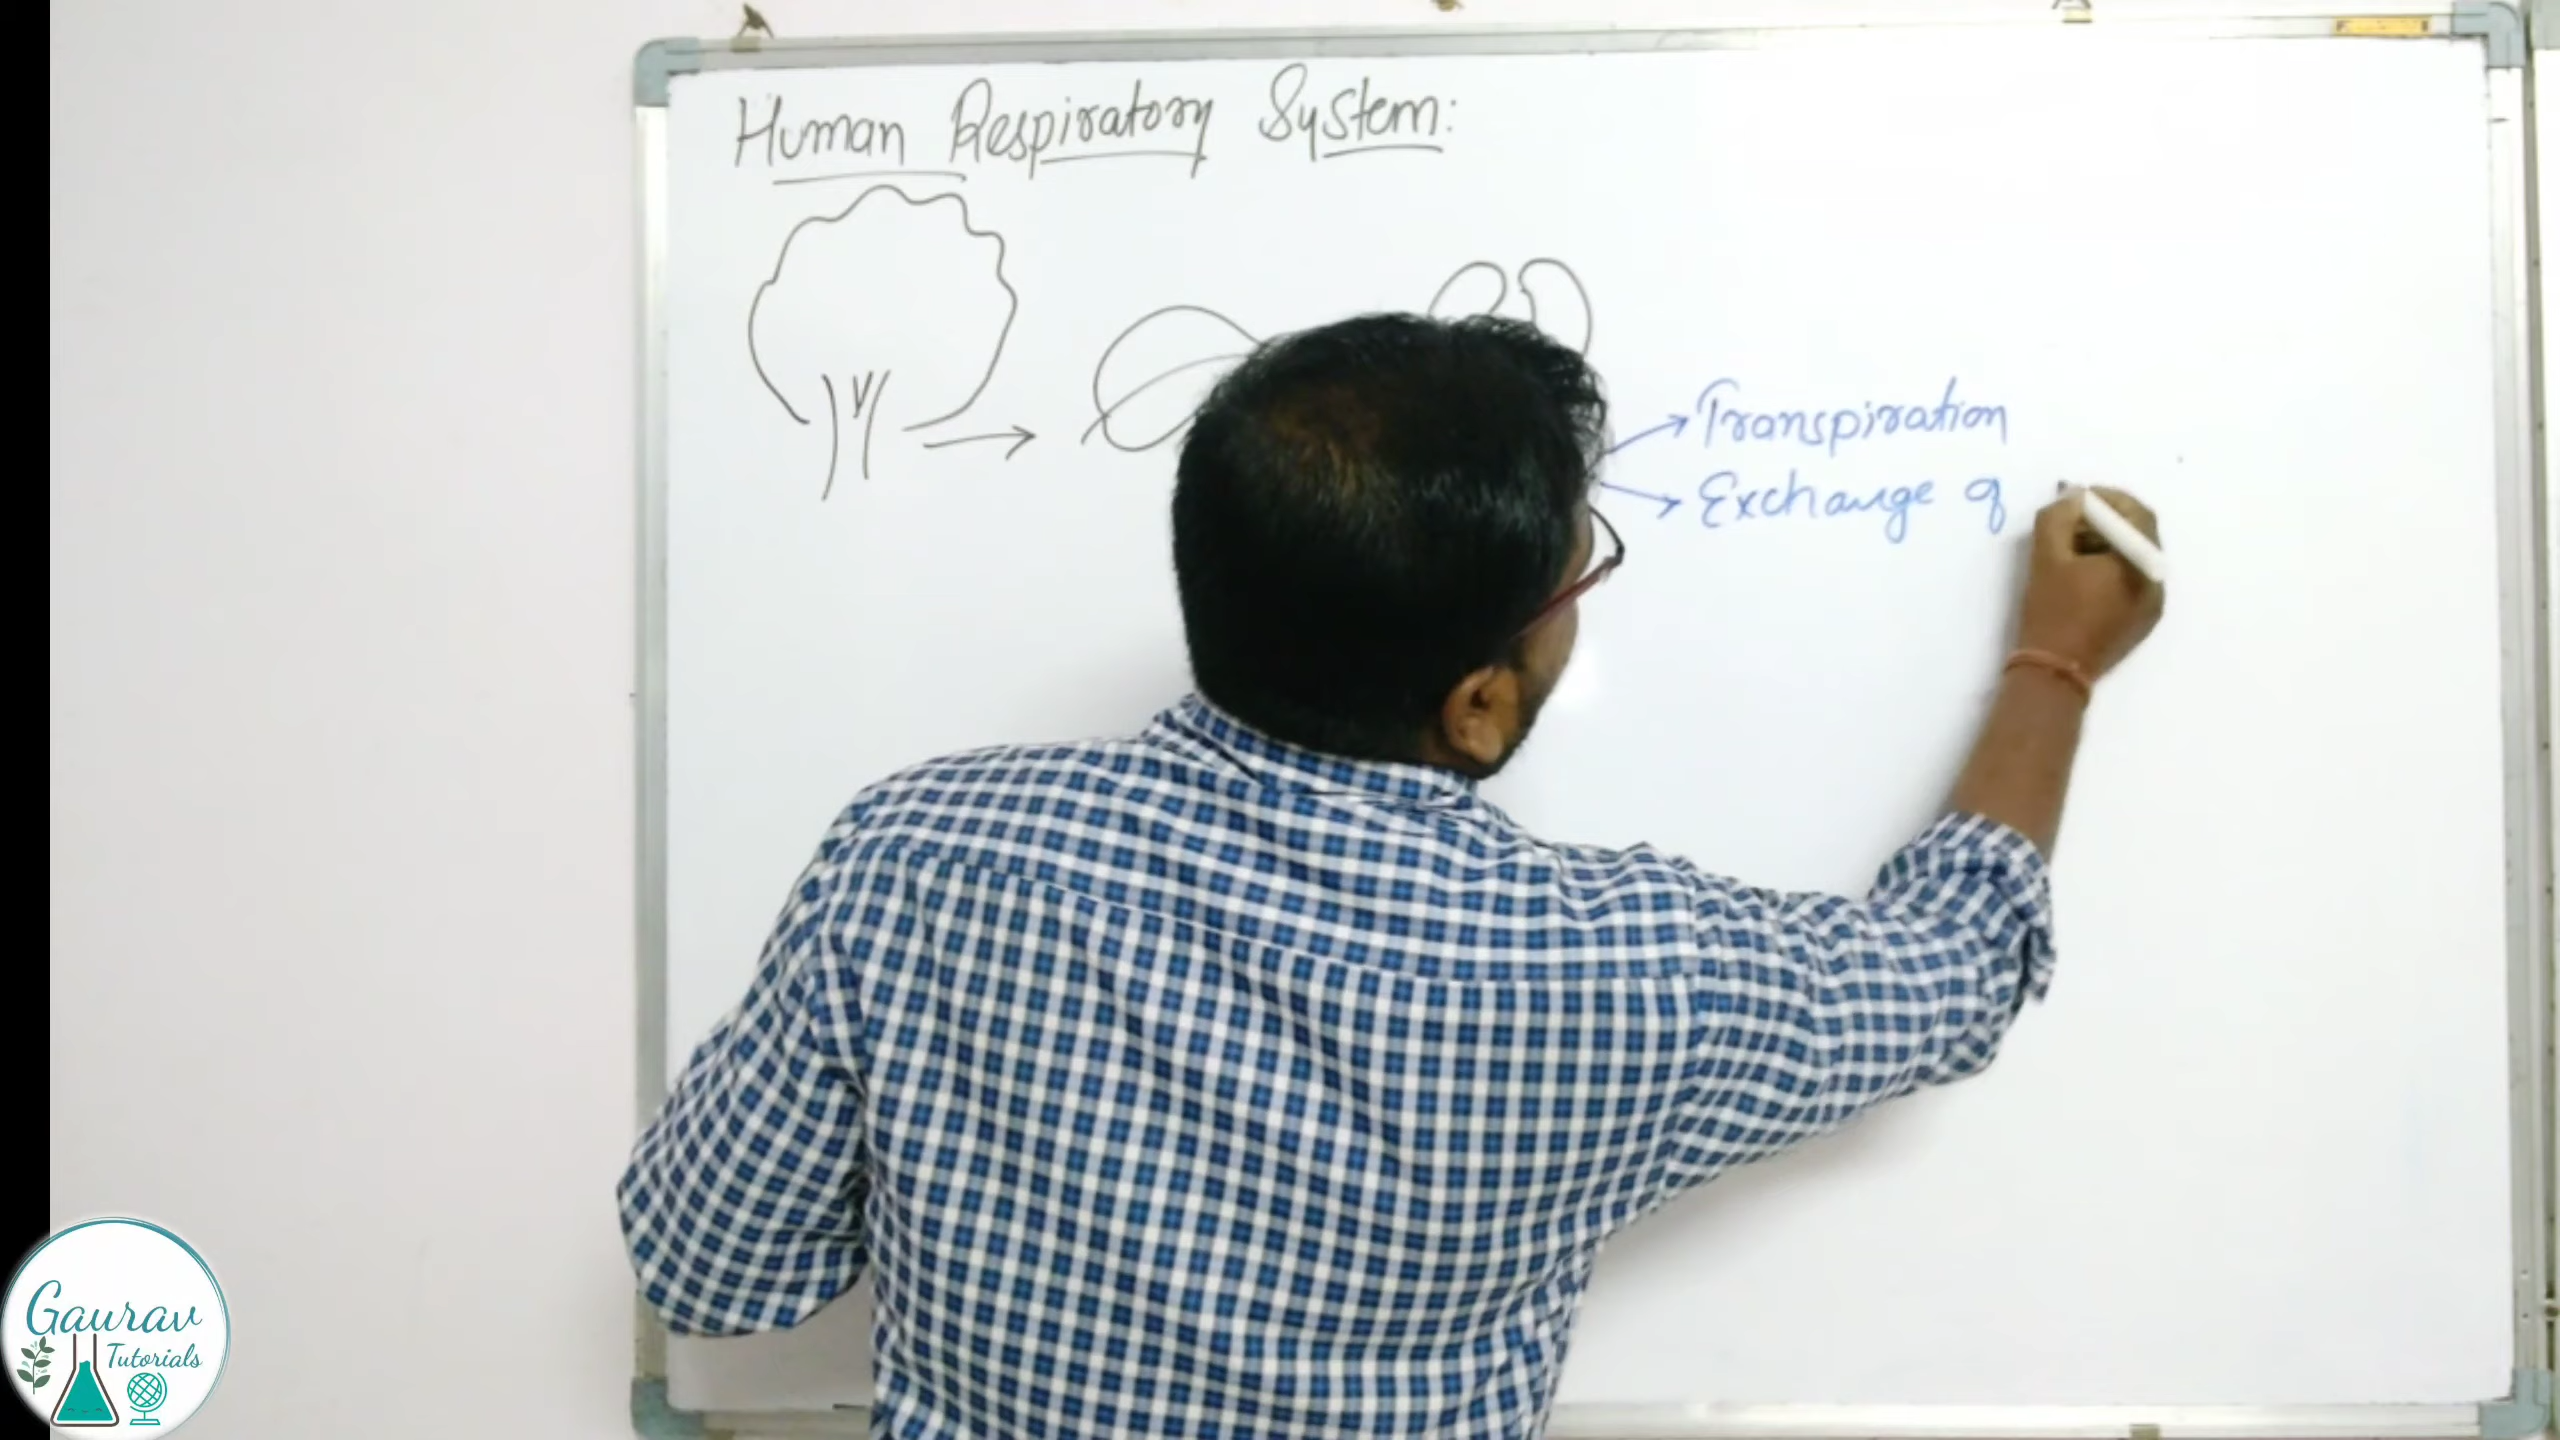 Human Respiratory System:
Transpiration
Exchange of
Gaurav
Tutorials